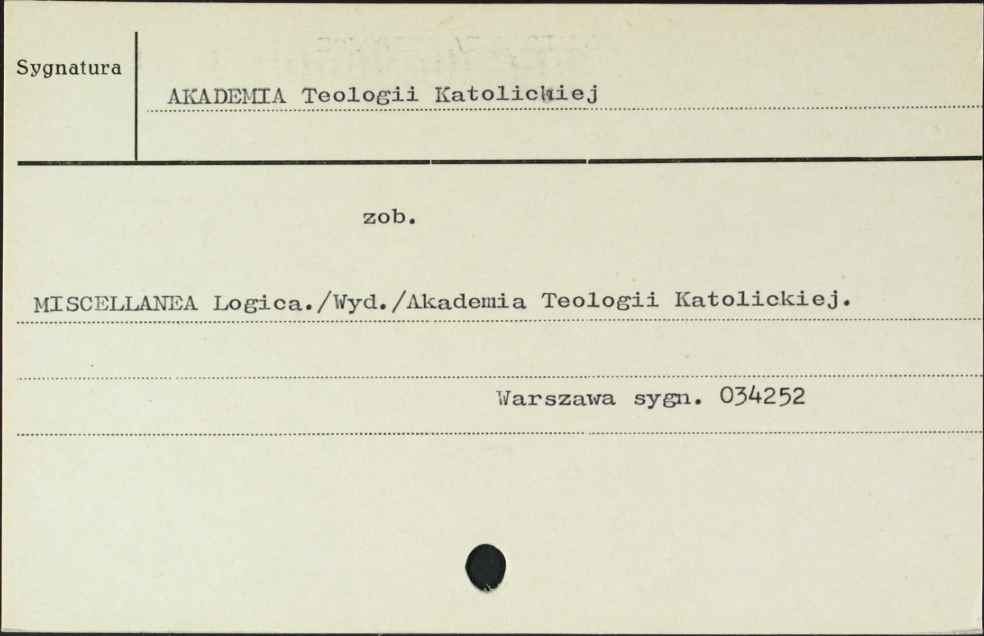 Sygnatura
AKADEMIA Teologii Katolickiej
zob.
MISCELLANEA Logica./Wyd./Akademia Teologii Katolickiej.
Warszawa sygn. 034252